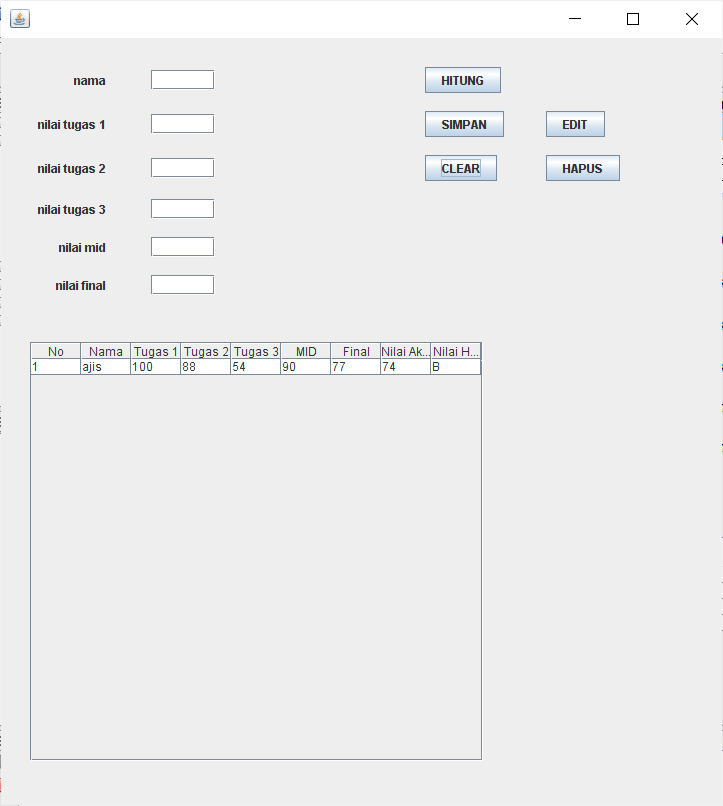 nama HITUNG
nilai tugas 1 SIMPAN EDIT
nilai tugas 2 CLEAR HAPUS
nilai tugas 3
nilai mid
nilai final
No Nama Tugas 1 Tugas 2 Tugas 3 MID Final Nilai Ak... Nilai H...
1 ajis 100 88 54 90 77 74 B